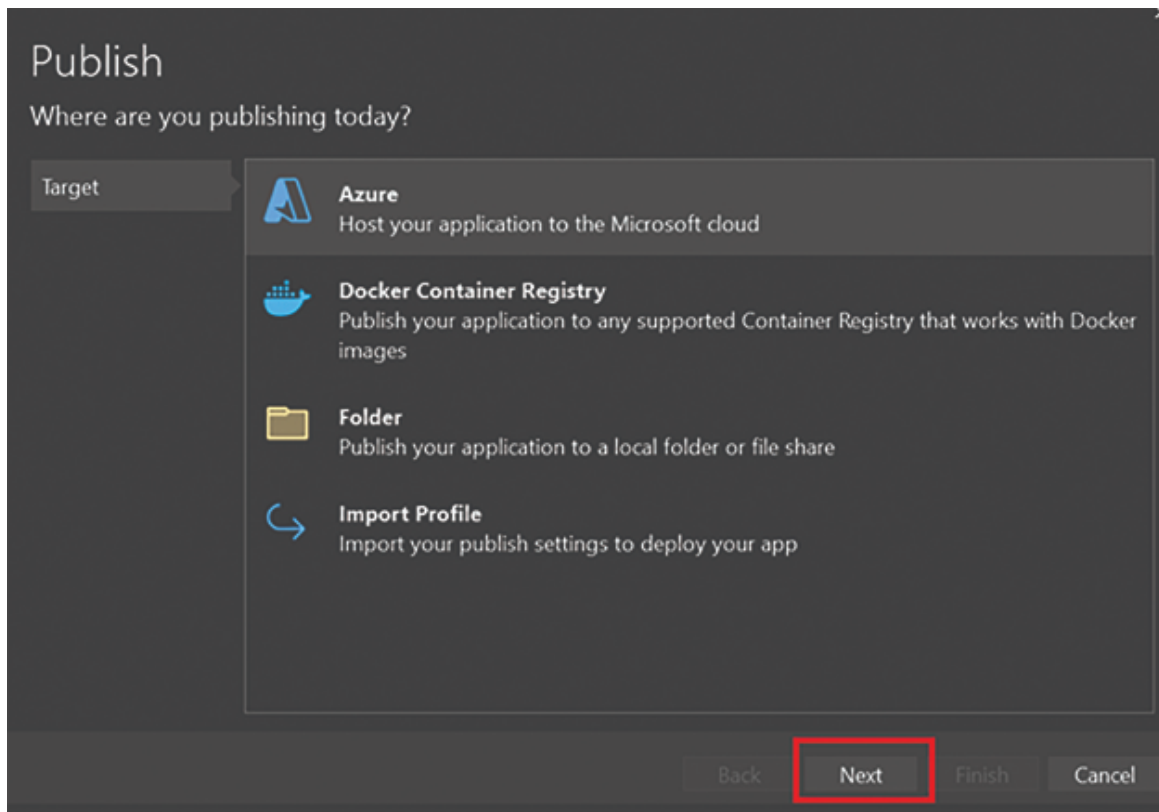 Publish
Where are you publishing today?
Target
Azure
Host your application to the Microsoft cloud
Docker Container Registry
Publish your application to any supported Container Registry that works with Docker
images
Folder
Publish your application to a local folder or file share
Import Profile
Import your publish settings to deploy your app
Back
Next
Finish
Cancel